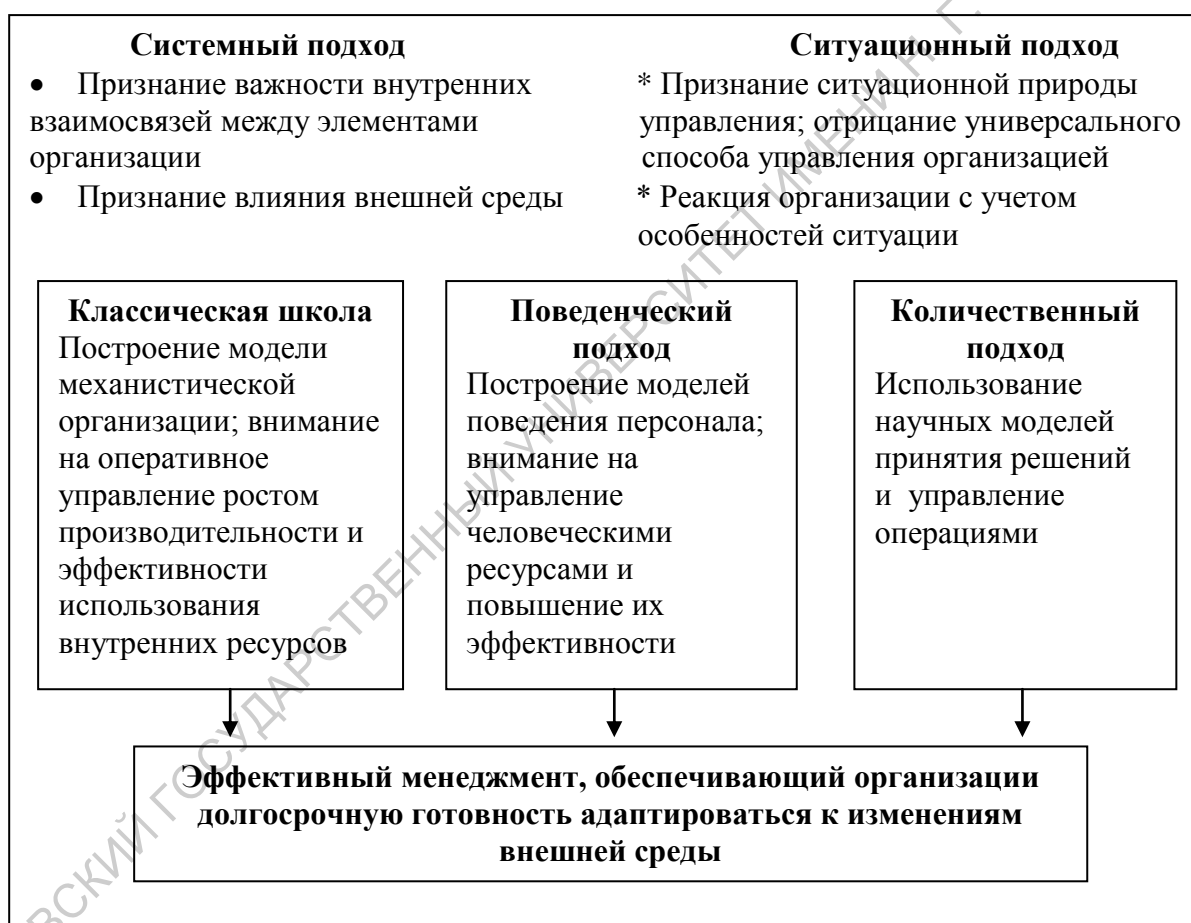 Системный подход
• Признание важности внутренних
взаимосвязей между элементами
организации
• Признание влияния внешней среды
Ситуационный подход
* Признание ситуационной природы
управления; отрицание универсального
способа управления организацией
* Реакция организации с учетом
особенностей ситуации
Классическая школа
Построение модели
механистической
организации; внимание
на оперативное
управление ростом
производительности и
эффективности
использования
внутренних ресурсов
Поведенческий
подход
Построение моделей
поведения персонала;
внимание на
управление
человеческими
ресурсами и
повышение их
эффективности
Количественный
подход
Использование
научных моделей
принятия решений
и управление
операциями
Эффективный менеджмент, обеспечивающий организации
долгосрочную готовность адаптироваться к изменениям
внешней среды
ГОСУДАРСТВЕННЫЙ УНИВЕРСИТЕТ ИМЕНИ Н. Г.